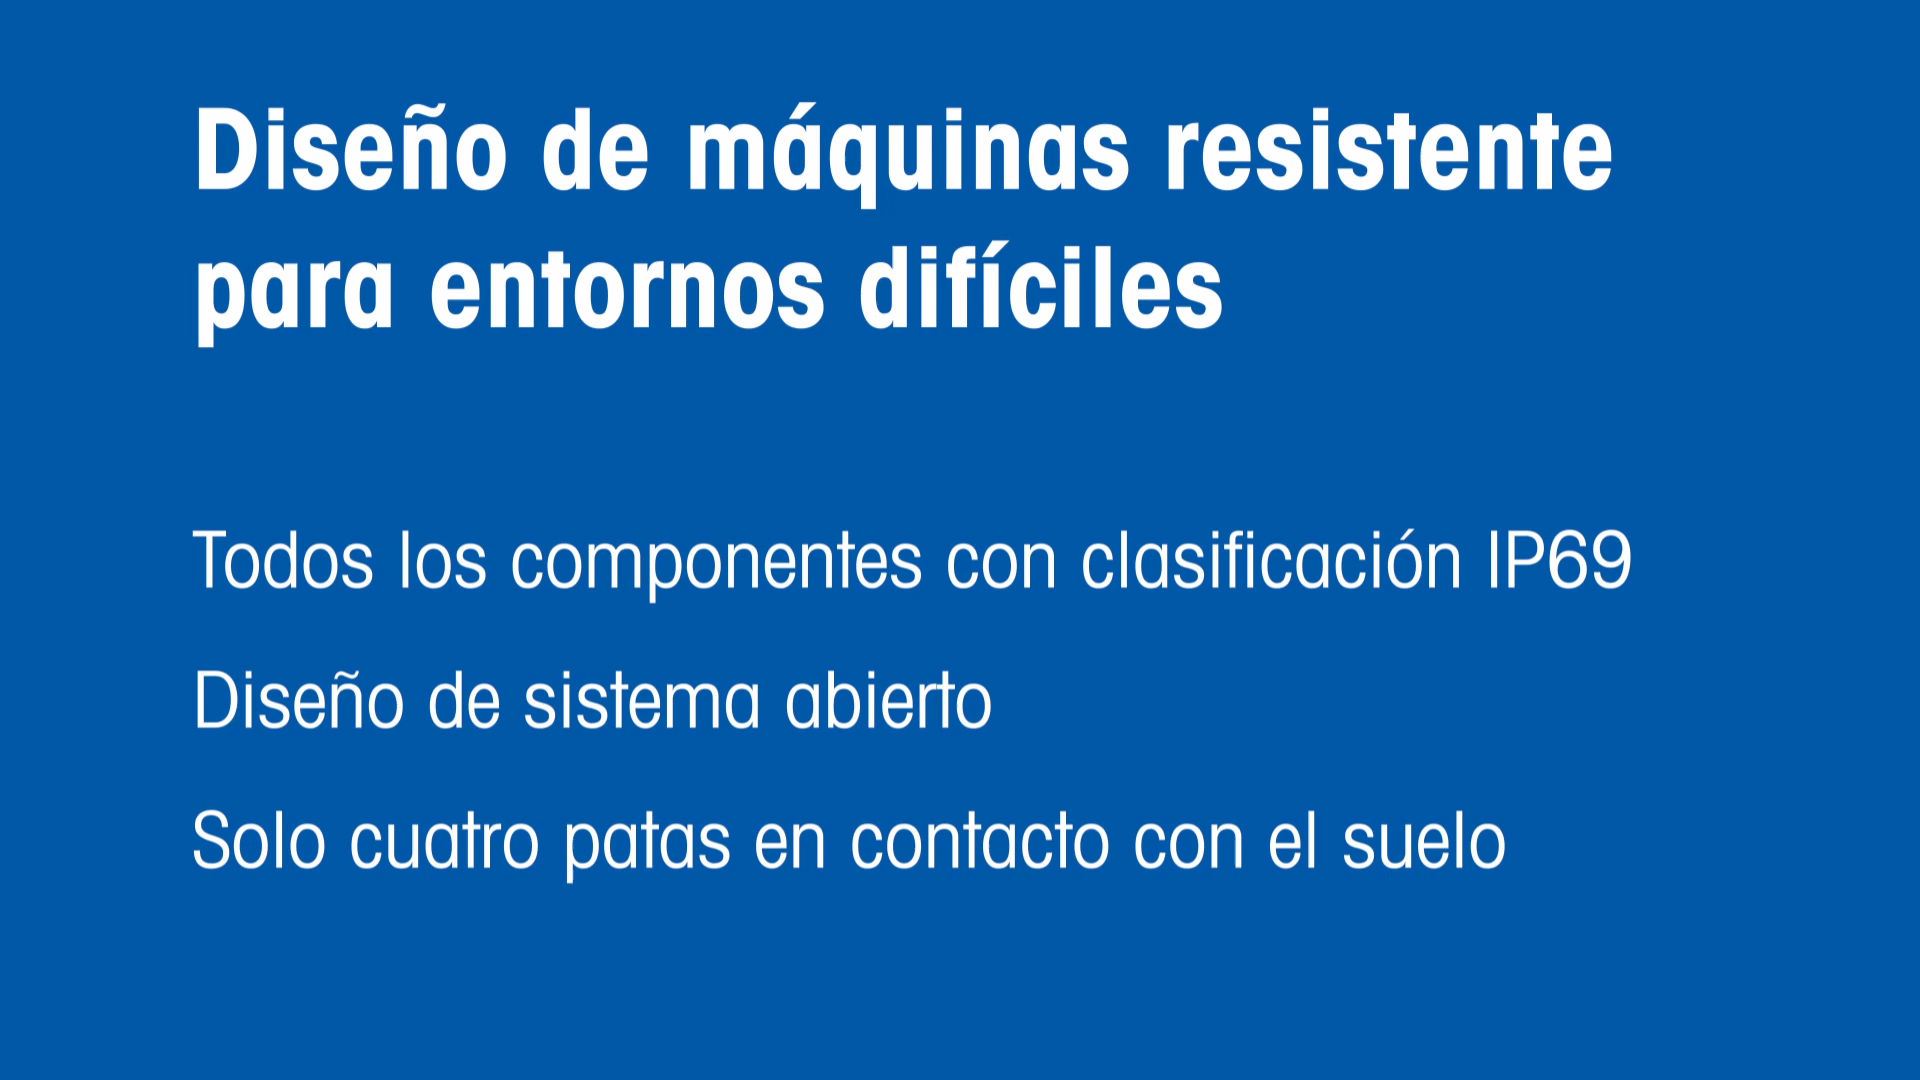 Diseño de máquinas resistente
para entornos difíciles
Todos los componentes con clasificación IP69
Diseño de sistema abierto
Solo cuatro patas en contacto con el suelo